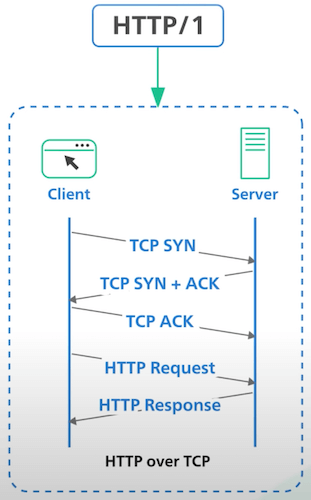 HTTP/1
Client
Server
TCP SYN
TCP SYN + ACK
TCP ACK
HTTP Request
HTTP Response
HTTP over TCP